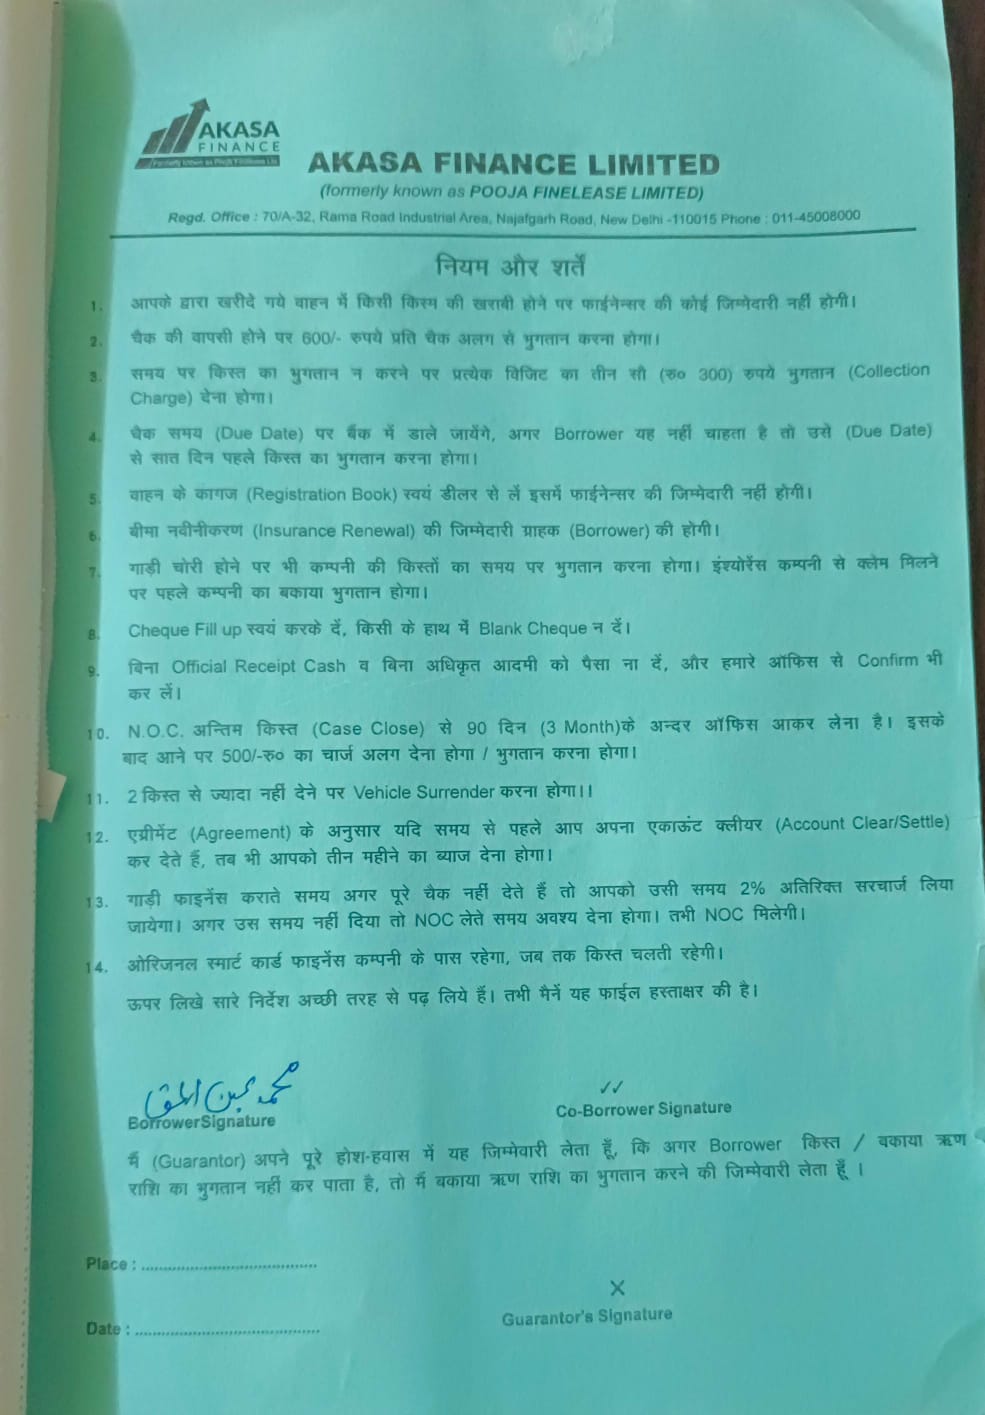 AKASA
FINANCE
AKASA FINANCE LIMITED
(formerly known as POOJA FINELEASE LIMITED)
Regd. Office : 70/A-32, Rama Road Industrial Area, Najafgarh Road, New Delhi -110015 Phone : 011-45008000
नियम और शर्तें
1. आपके द्वारा खरीदे गये वाहन में किसी किस्म की खराबी होने पर फाईनेन्सर की कोई जिम्मेदारी नहीं होगी।
2. चैक की वापसी होने पर 600/- रुपये प्रति चैक अलग से भुगतान करना होगा।
3. समय पर किस्त का भुगतान न करने पर प्रत्येक विजिट का तीन सौ (रु० 300) रुपये भुगतान (Collection
Charge) देना होगा।
4. चैक समय (Due Date) पर बैंक में डाले जायेंगे, अगर Borrower यह नहीं चाहता है तो उसे (Due Date)
से सात दिन पहले किस्त का भुगतान करना होगा।
5. वाहन के कागज (Registration Book) स्वयं डीलर से लें इसमें फाईनेन्सर की जिम्मेदारी नहीं होगी।
6. बीमा नवीनीकरण (Insurance Renewal) की जिम्मेदारी ग्राहक (Borrower) की होगी।
7. गाड़ी चोरी होने पर भी कम्पनी की किस्तों का समय पर भुगतान करना होगा। इंश्योरेंस कम्पनी से क्लेम मिलने
पर पहले कम्पनी का बकाया भुगतान होगा।
8. Cheque Fill up स्वयं करके दें, किसी के हाथ में Blank Cheque न दें।
9. बिना Official Receipt Cash व बिना अधिकृत आदमी को पैसा ना दें, और हमारे ऑफिस से Confirm भी
कर लें।
10. N.O.C. अन्तिम किस्त (Case Close) से 90 दिन (3 Month)के अन्दर ऑफिस आकर लेना है। इसके
बाद आने पर 500/-रु० का चार्ज अलग देना होगा / भुगतान करना होगा।
11. 2 किस्त से ज्यादा नहीं देने पर Vehicle Surrender करना होगा।।
12. एग्रीमेंट (Agreement) के अनुसार यदि समय से पहले आप अपना एकाऊंट क्लीयर (Account Clear/Settle)
कर देते हैं, तब भी आपको तीन महीने का ब्याज देना होगा।
13. गाड़ी फाइनेंस कराते समय अगर पूरे चैक नहीं देते हैं तो आपको उसी समय 2% अतिरिक्त सरचार्ज लिया
जायेगा। अगर उस समय नहीं दिया तो NOC लेते समय अवश्य देना होगा। तभी NOC मिलेगी।
14. ओरिजनल स्मार्ट कार्ड फाइनेंस कम्पनी के पास रहेगा, जब तक किस्त चलती रहेगी।
ऊपर लिखे सारे निर्देश अच्छी तरह से पढ़ लिये हैं। तभी मैनें यह फाईल हस्ताक्षर की है।
BorrowerSignature
Co-Borrower Signature
मैं (Guarantor) अपने पूरे होश-हवास में यह जिम्मेवारी लेता हूँ, कि अगर Borrower किस्त / बकाया ऋण
राशि का भुगतान नहीं कर पाता है, तो मैं बकाया ऋण राशि का भुगतान करने की जिम्मेवारी लेता हूँ ।
Place : ......................................
X
Guarantor's Signature
Date : ........................................